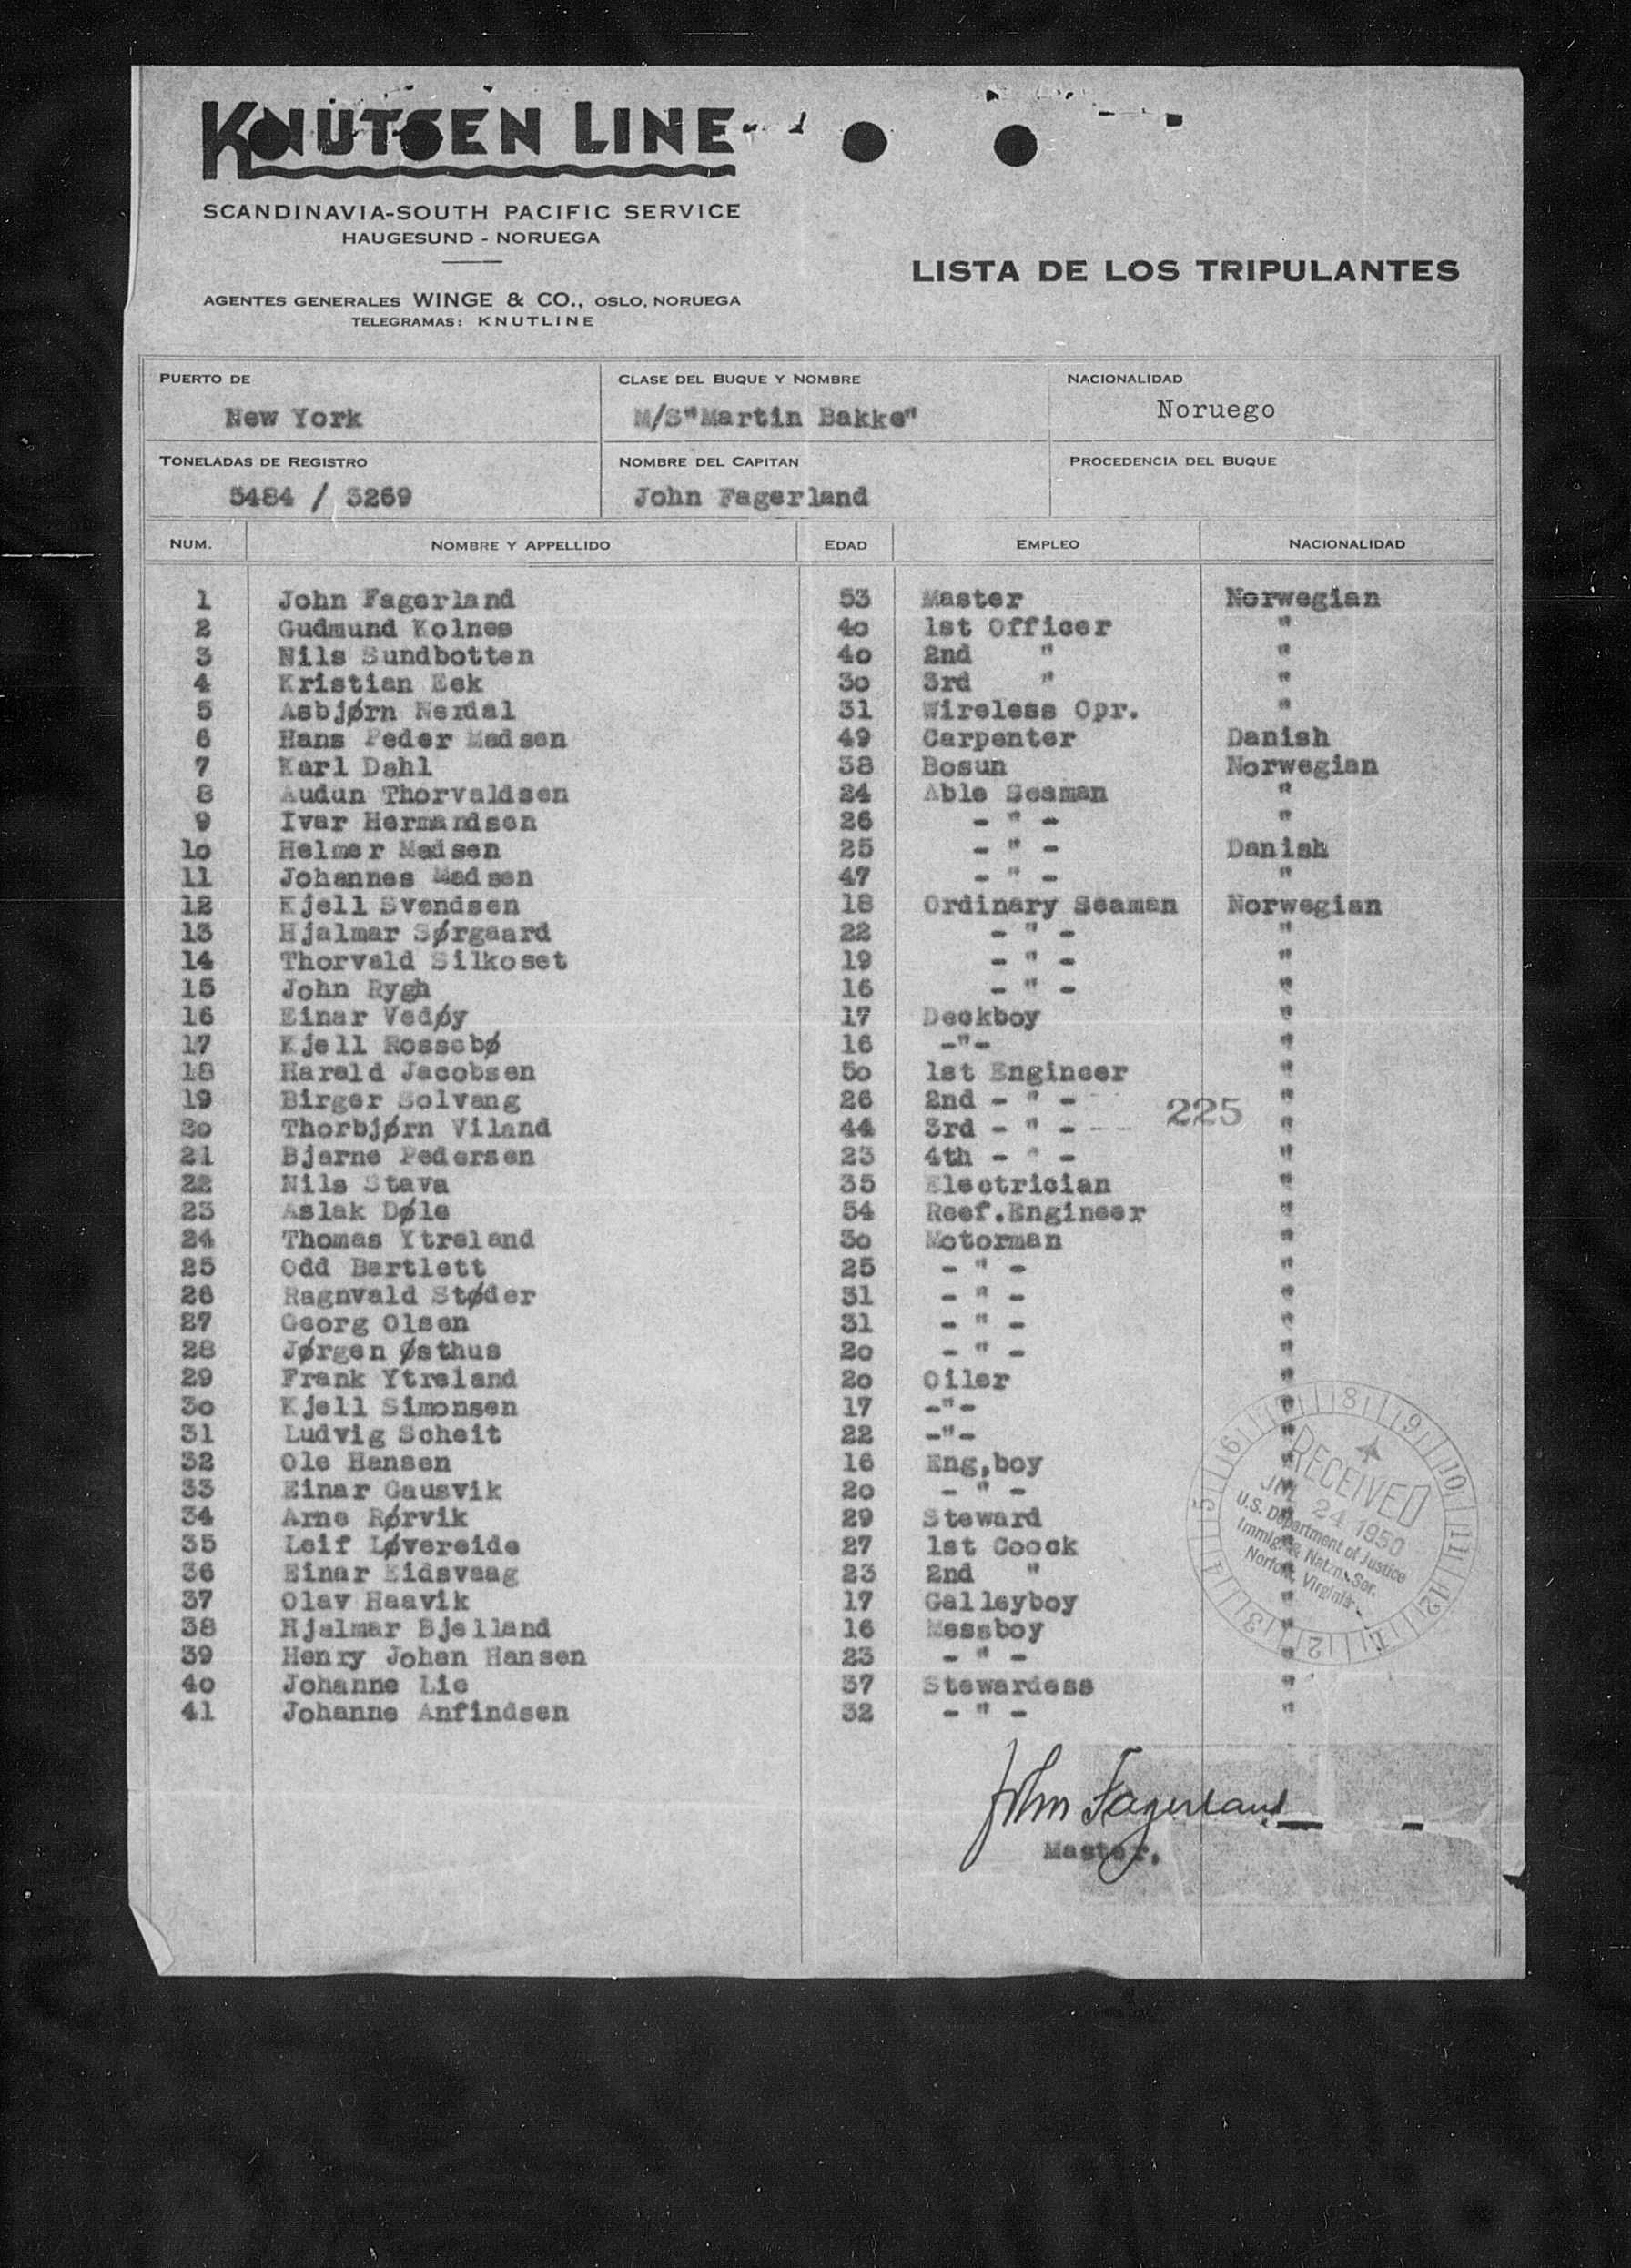 KNUTSEN LINE
SCANDINAVIA-SOUTH PACIFIC SERVICE
HAUGESUND - NORUEGA
LISTA DE LOS TRIPULANTES
AGENTES GENERALES WINGE & CO., OSLO, NORUEGA
TELEGRAMAS: KNUTLINE
PUERTO DE CLASE DEL BUQUE Y NOMBRE NACIONALIDAD
New York M/S"Martin Bakke" Noruego
TONELADAS DE REGISTRO NOMBRE DEL CAPITAN PROCEDENCIA DEL BUQUE
5484 / 3269 John Fagerland
NUM. NOMBRE Y APPELLIDO EDAD EMPLEO NACIONALIDAD
1 John Fagerland 53 Master Norwegian
2 Gudmund Kolnes 4o 1st Officer "
3 Nils Sundbotten 4o 2nd " "
4 Kristian Eek 3o 3rd " "
5 Asbjørn Nerdal 31 Wireless Opr. "
6 Hans Peder Madsen 49 Carpenter Danish
7 Karl Dahl 38 Bosun Norwegian
8 Audun Thorvaldsen 24 Able Seaman "
9 Ivar Hermandsen 26 - " - "
1o Helmer Madsen 25 - " - Danish
11 Johannes Madsen 47 - " - "
12 Kjell Svendsen 18 Ordinary Seaman Norwegian
13 Hjalmar Sørgaard 22 - " - "
14 Thorvald Silkoset 19 - " - "
15 John Rygh 16 - " - "
16 Einar Vedøy 17 Deckboy "
17 Kjell Rossebø 16 -"- "
18 Harald Jacobsen 5o 1st Engineer "
19 Birger Solvang 26 2nd - " - "
225
2o Thorbjørn Viland 44 3rd - " - "
21 Bjarne Pedersen 23 4th - " - "
22 Nils Stava 35 Electrician "
23 Aslak Døle 54 Reef.Engineer "
24 Thomas Ytreland 3o Motorman "
25 Odd Bartlett 25 - " - "
26 Ragnvald Støder 31 - " - "
27 Georg Olsen 31 - " - "
28 Jørgen Østhus 2o - " - "
29 Frank Ytreland 2o Oiler "
3o Kjell Simonsen 17 -"- "
31 Ludvig Scheit 22 -"- "
32 Ole Hansen 16 Eng,boy "
33 Einar Gausvik 2o - " - "
34 Arne Rørvik 29 Steward "
35 Leif Løvereide 27 1st Coock "
36 Einar Eidsvaag 23 2nd " "
37 Olav Haavik 17 Galleyboy "
38 Hjalmar Bjelland 16 Messboy "
39 Henry Johan Hansen 23 - " - "
4o Johanne Lie 37 Stewardess "
41 Johanne Anfindsen 32 - " - "
RECEIVED
24 1950
U.S. Department of Justice
Immig. & Natzn. Ser.
Norfolk, Virginia
5 6 8 9 10 11 12 1 2 3 4
John Fagerland
Master.